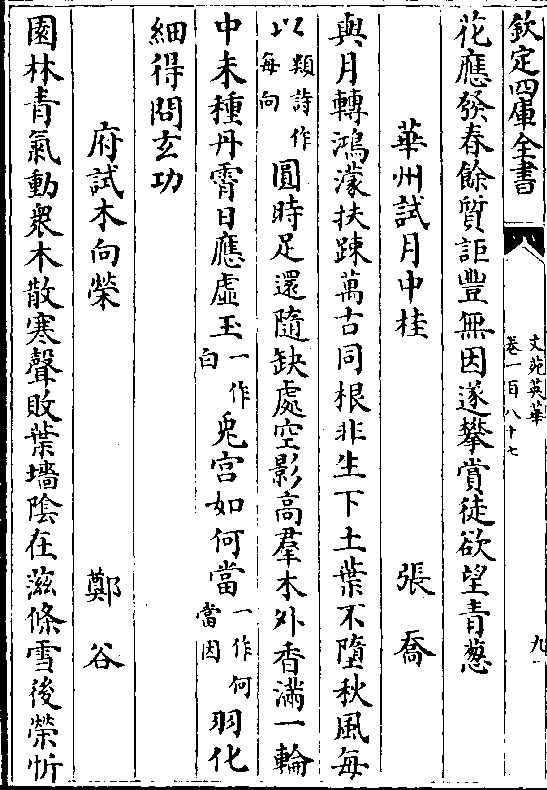 欽定四庫全書
文苑英華
卷一百八十七
九
花應發春餘質詎豐無因遂攀賞徒欲望青蔥
華州試月中桂 張喬
與月轉鴻濛扶踈萬古同根非生下土葉不墮秋風每
以類詩作每向圓時足還隨缺處空影高羣木外香滿一輪
中未種丹霄日應虛玉一作白兎宮如何當一作何當因羽化
細得問玄功
府試木向榮 鄭谷
園林青氣動衆木散寒聲敗葉墻陰在滋條雪後榮忻